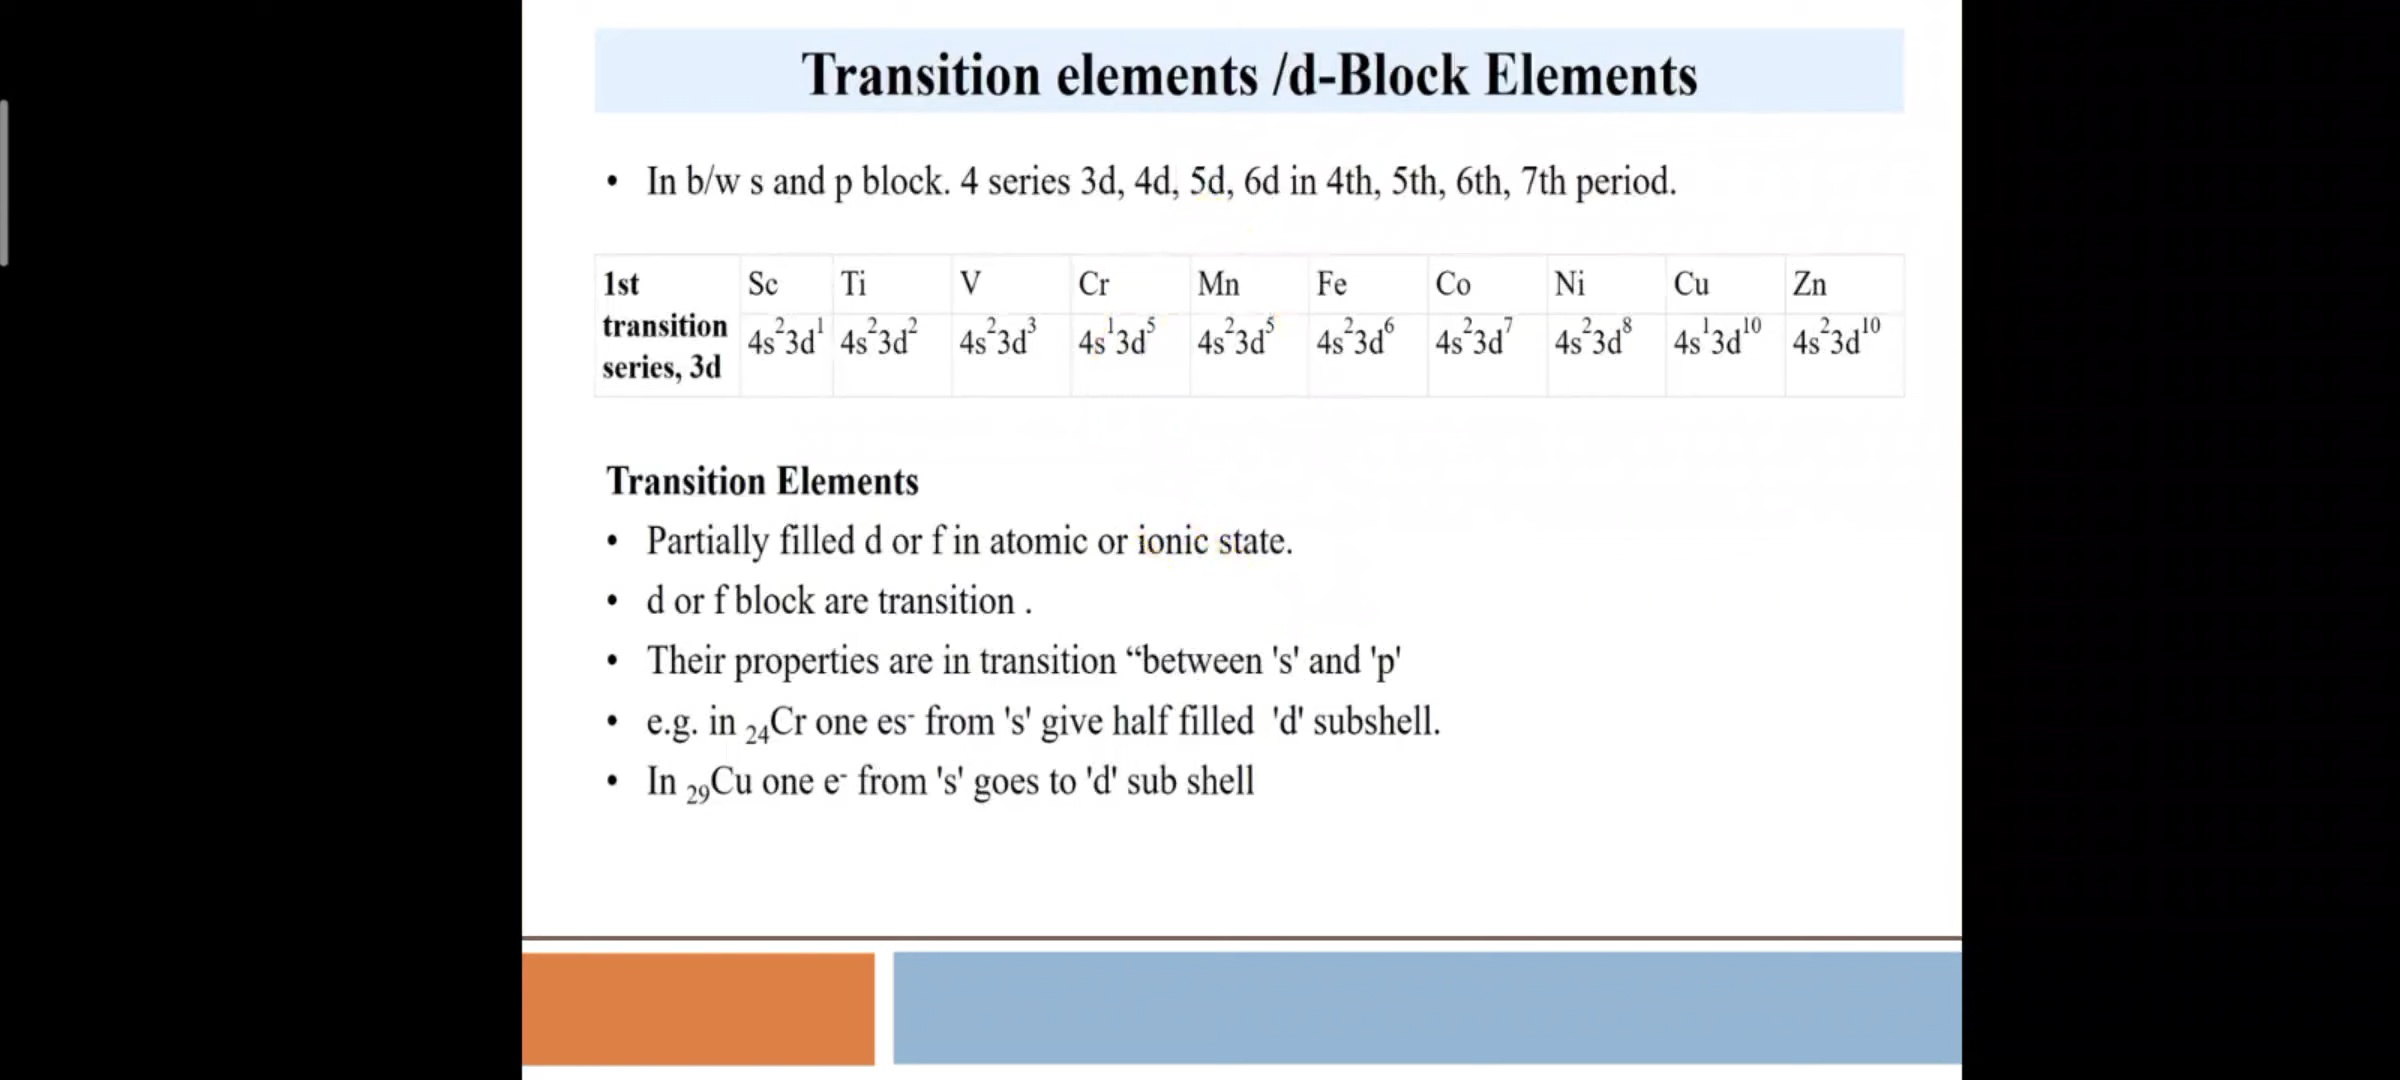 Transition elements /d-Block Elements
• In b/w s and p block. 4 series 3d, 4d, 5d, 6d in 4th, 5th, 6th, 7th period.
1st transition series, 3d
Sc Ti V Cr Mn Fe Co Ni Cu Zn
4s²3d¹ 4s²3d² 4s²3d³ 4s¹3d⁵ 4s²3d⁵ 4s²3d⁶ 4s²3d⁷ 4s²3d⁸ 4s¹3d¹⁰ 4s²3d¹⁰
Transition Elements
• Partially filled d or f in atomic or ionic state.
• d or f block are transition .
• Their properties are in transition “between 's' and 'p'
• e.g. in ₂₄Cr one es⁻ from 's' give half filled 'd' subshell.
• In ₂₉Cu one e⁻ from 's' goes to 'd' sub shell